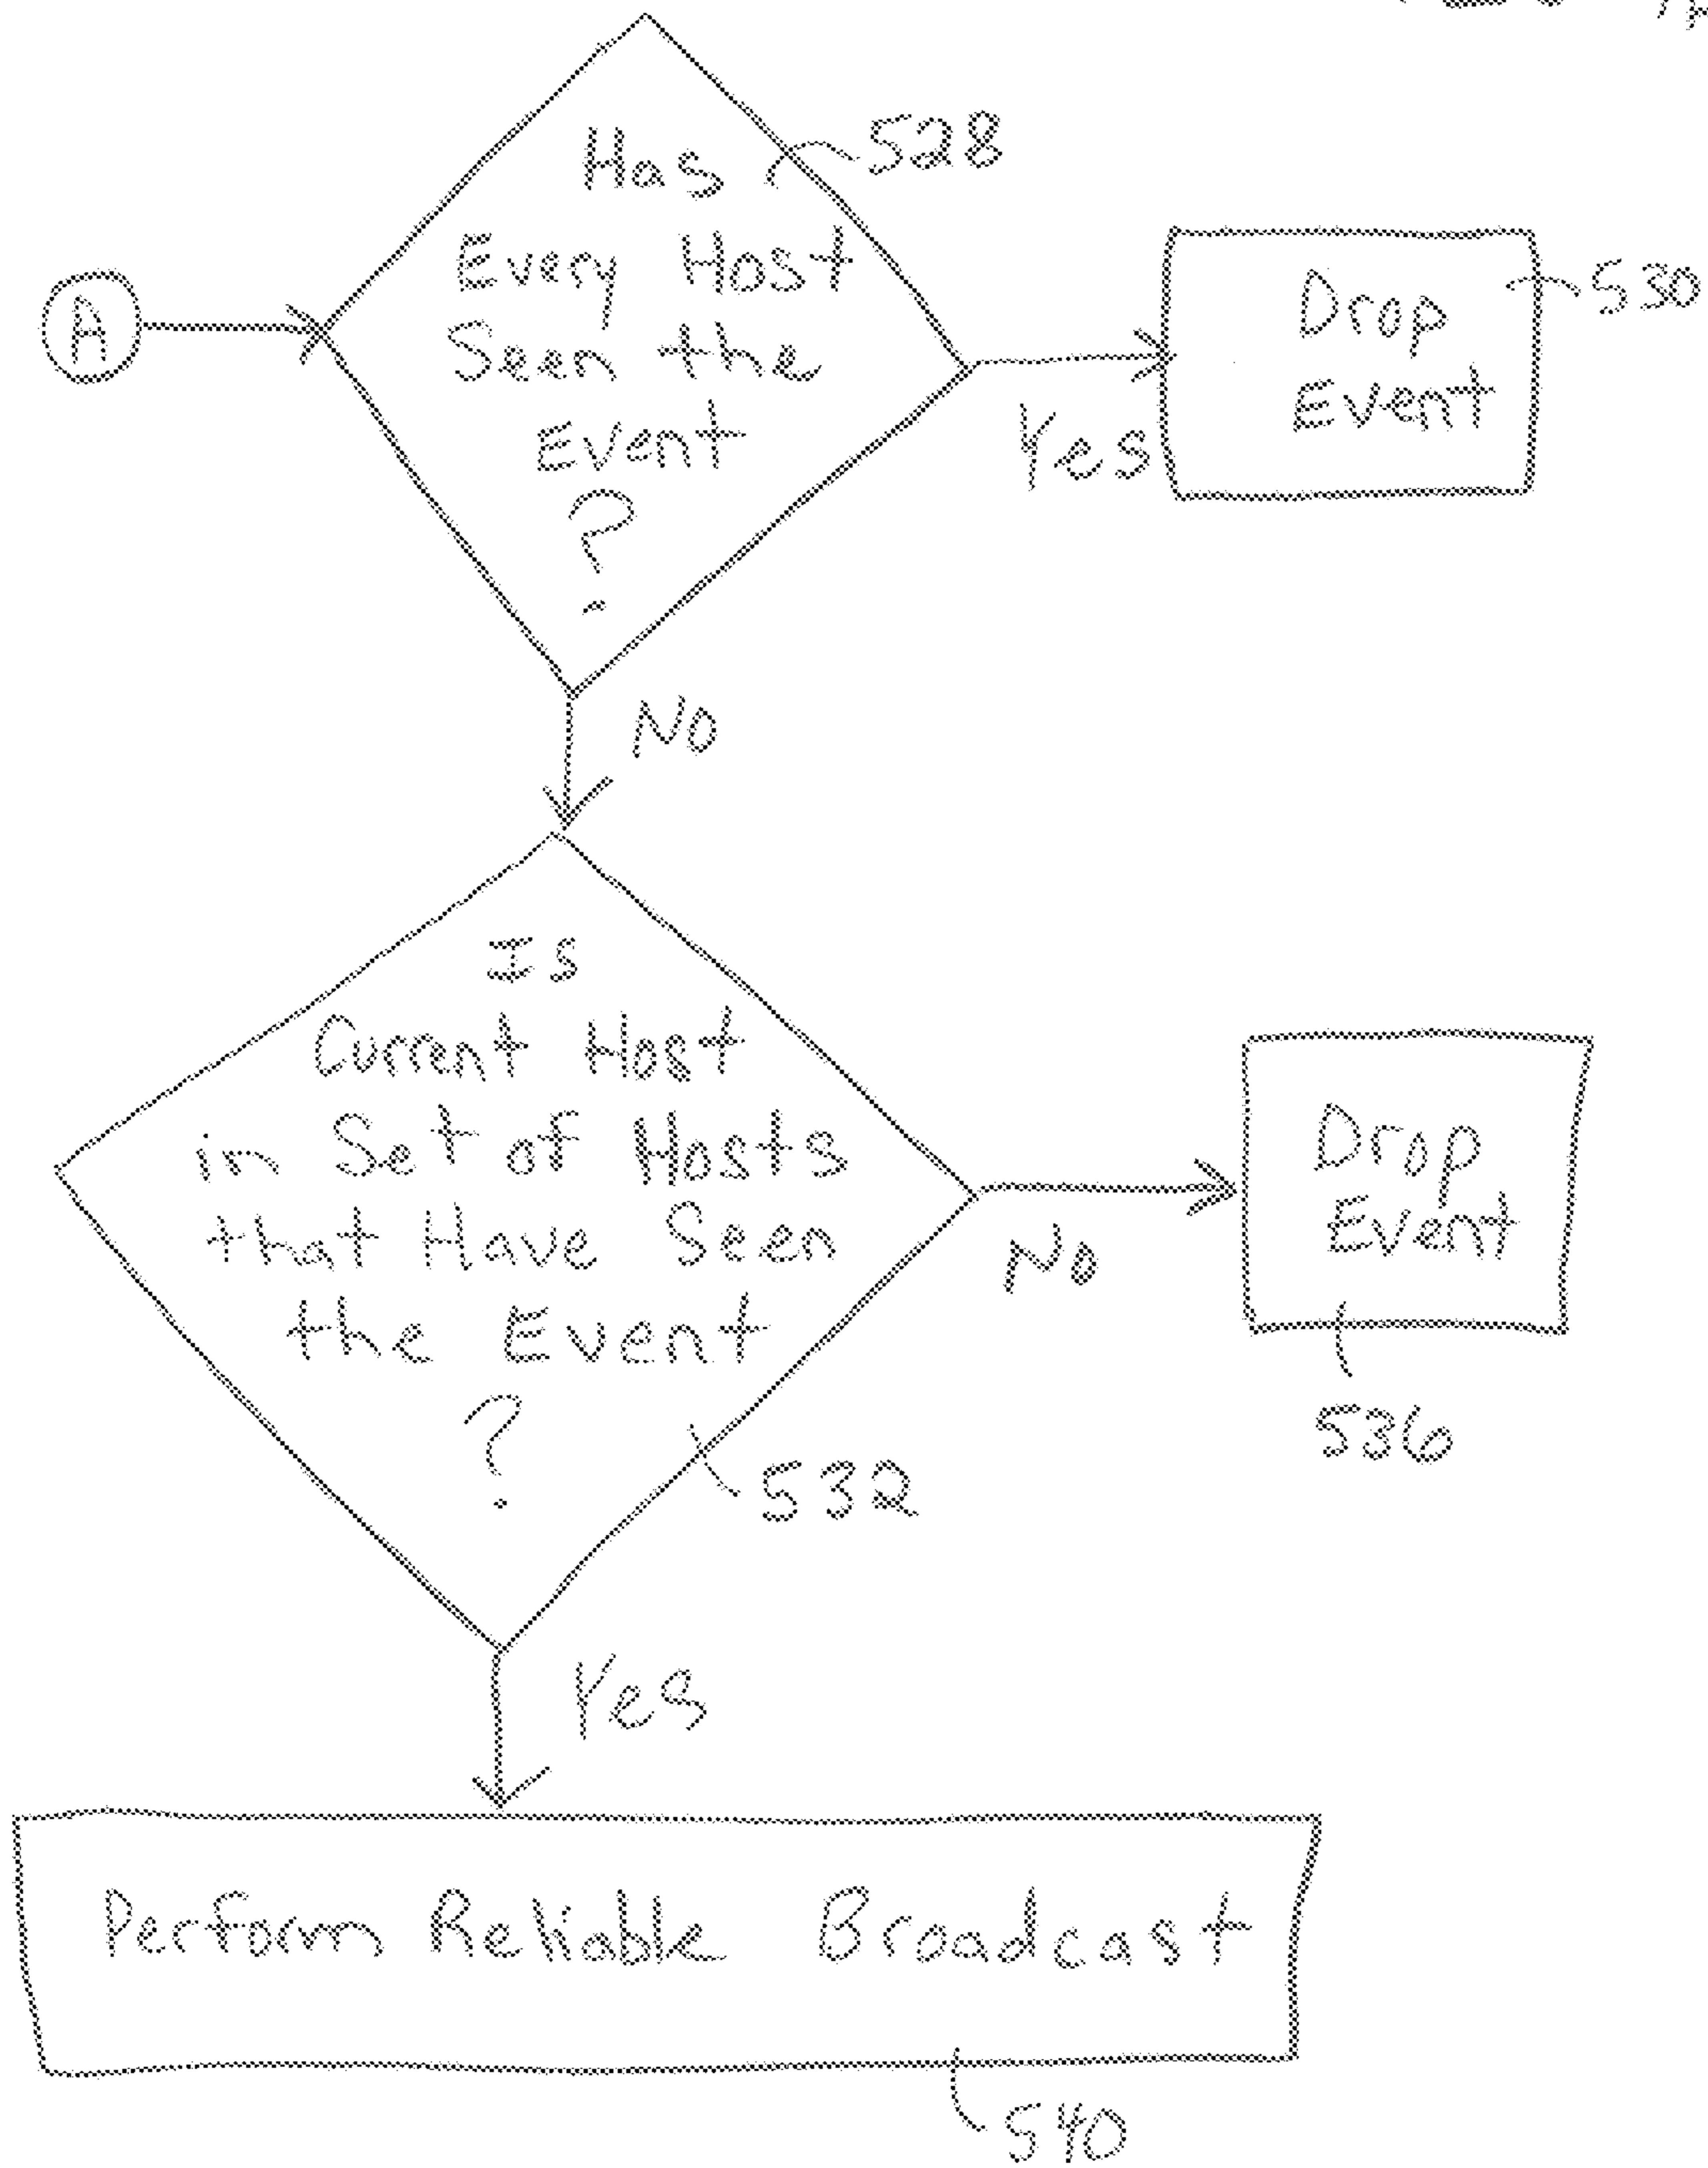 Has
528
Every Host
Seen the
Event
?
A
Drop
Event
530
Yes
No
Is
Current Host
in Set of Hosts
that Have Seen
the Event
?
532
No
Drop
Event
536
Yes
Perform Reliable Broadcast
540